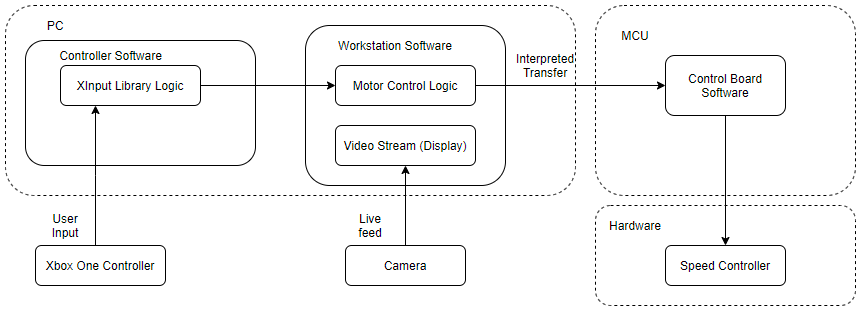 PC
Controller Software
XInput Library Logic
Workstation Software
Motor Control Logic
Video Stream (Display)
Interpreted
Transfer
MCU
Control Board
Software
User
Input
Live
feed
Hardware
Xbox One Controller
Camera
Speed Controller